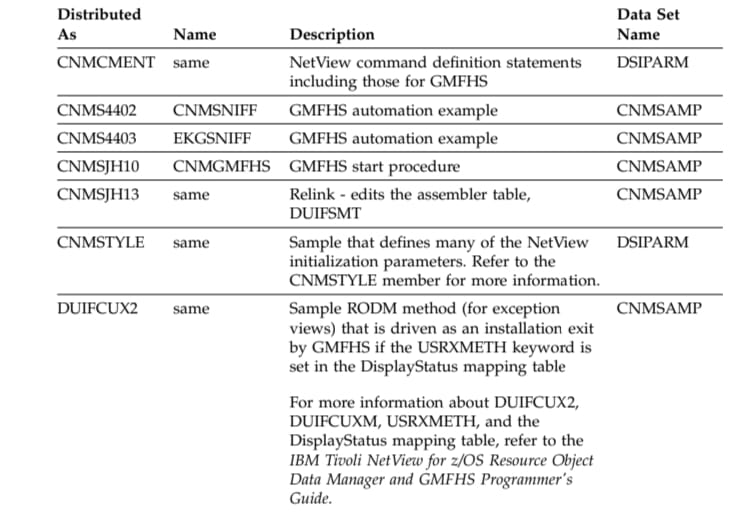 Distributed As Name Description Data Set Name
CNMCMENT same NetView command definition statements DSIPARM
including those for GMFHS
CNMS4402 CNMSNIFF GMFHS automation example CNMSAMP
CNMS4403 EKGSNIFF GMFHS automation example CNMSAMP
CNMSJH10 CNMGMFHS GMFHS start procedure CNMSAMP
CNMSJH13 same Relink - edits the assembler table, CNMSAMP
DUIFSMT
CNMSTYLE same Sample that defines many of the NetView DSIPARM
initialization parameters. Refer to the
CNMSTYLE member for more information.
DUIFCUX2 same Sample RODM method (for exception CNMSAMP
views) that is driven as an installation exit
by GMFHS if the USRXMETH keyword is
set in the DisplayStatus mapping table
For more information about DUIFCUX2,
DUIFCUXM, USRXMETH, and the
DisplayStatus mapping table, refer to the
IBM Tivoli NetView for z/OS Resource Object
Data Manager and GMFHS Programmer's
Guide.